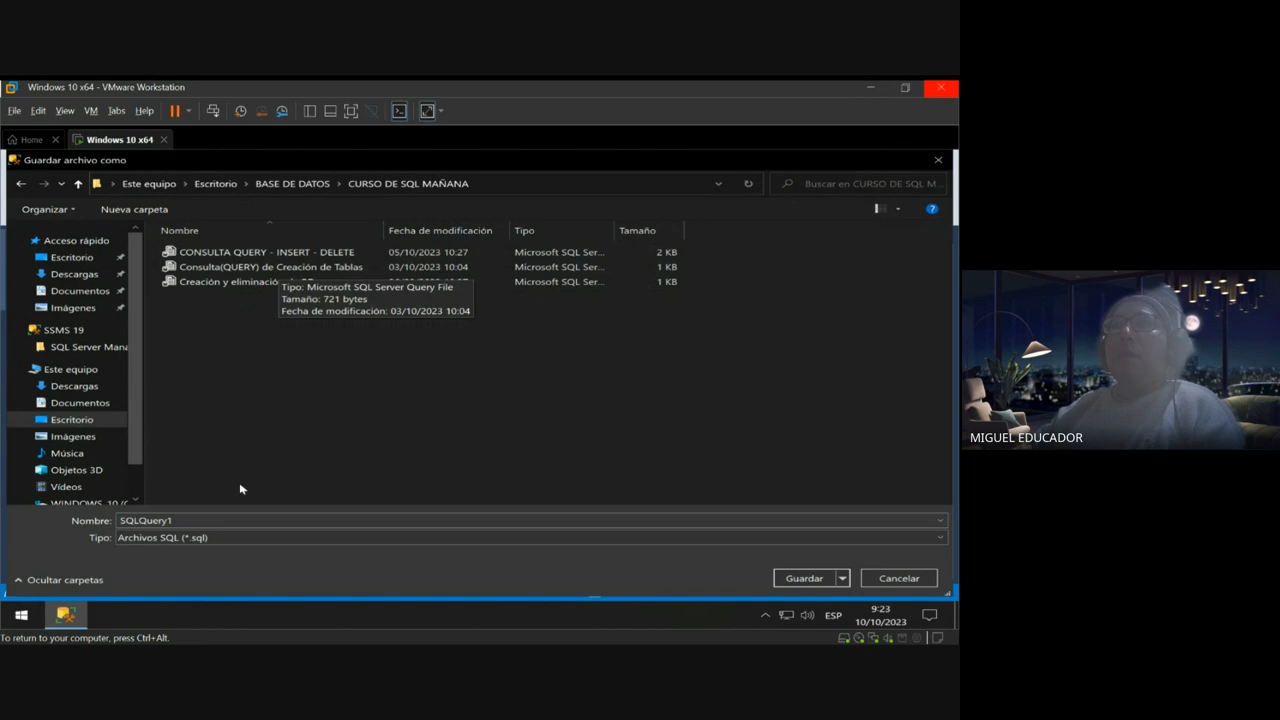 Windows 10 x64 - VMware Workstation
File Edit View VM Tabs Help
Home Windows 10 x64
Guardar archivo como
Este equipo > Escritorio > BASE DE DATOS > CURSO DE SQL MAÑANA
Buscar en CURSO DE SQL M...
Organizar Nueva carpeta
Nombre Fecha de modificación Tipo Tamaño
Acceso rápido
Escritorio
Descargas
Documentos
Imágenes
SSMS 19
SQL Server Mana
Este equipo
Descargas
Documentos
Escritorio
Imágenes
Música
Objetos 3D
Vídeos
WINDOWS 10 (C
CONSULTA QUERY - INSERT - DELETE 05/10/2023 10:27 Microsoft SQL Ser... 2 KB
Consulta(QUERY) de Creación de Tablas 03/10/2023 10:04 Microsoft SQL Ser... 1 KB
Creación y eliminació Microsoft SQL Ser... 1 KB
Tipo: Microsoft SQL Server Query File
Tamaño: 721 bytes
Fecha de modificación: 03/10/2023 10:04
Nombre: SQLQuery1
Tipo: Archivos SQL (*.sql)
Ocultar carpetas
Guardar Cancelar
ESP
9:23
10/10/2023
To return to your computer, press Ctrl+Alt.
MIGUEL EDUCADOR